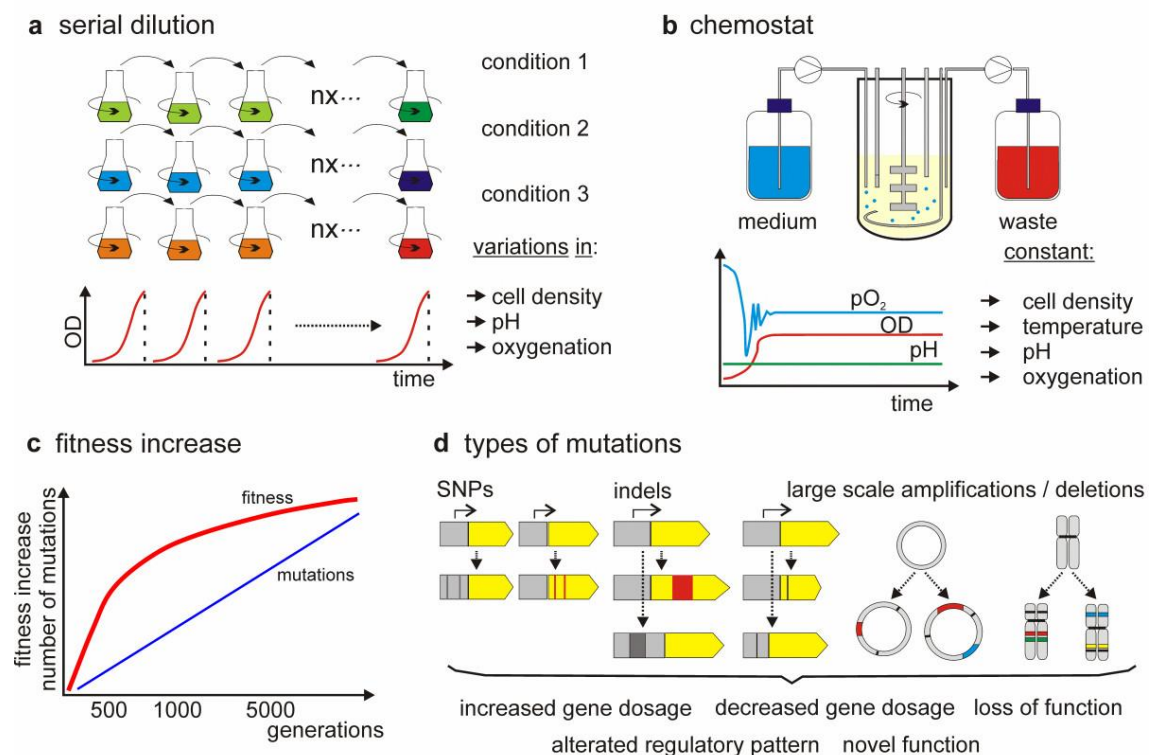 a serial dilution
condition 1
nx...
condition 2
nx...
condition 3
nx...
variations in:
cell density
pH
oxygenation
OD
time
b chemostat
medium
waste
constant:
pO2
OD
pH
cell density
temperature
pH
oxygenation
time
c fitness increase
fitness increase
number of mutations
fitness
mutations
500 1000 5000
generations
d types of mutations
SNPs indels large scale amplifications / deletions
increased gene dosage decreased gene dosage loss of function
alterated regulatory pattern novel function